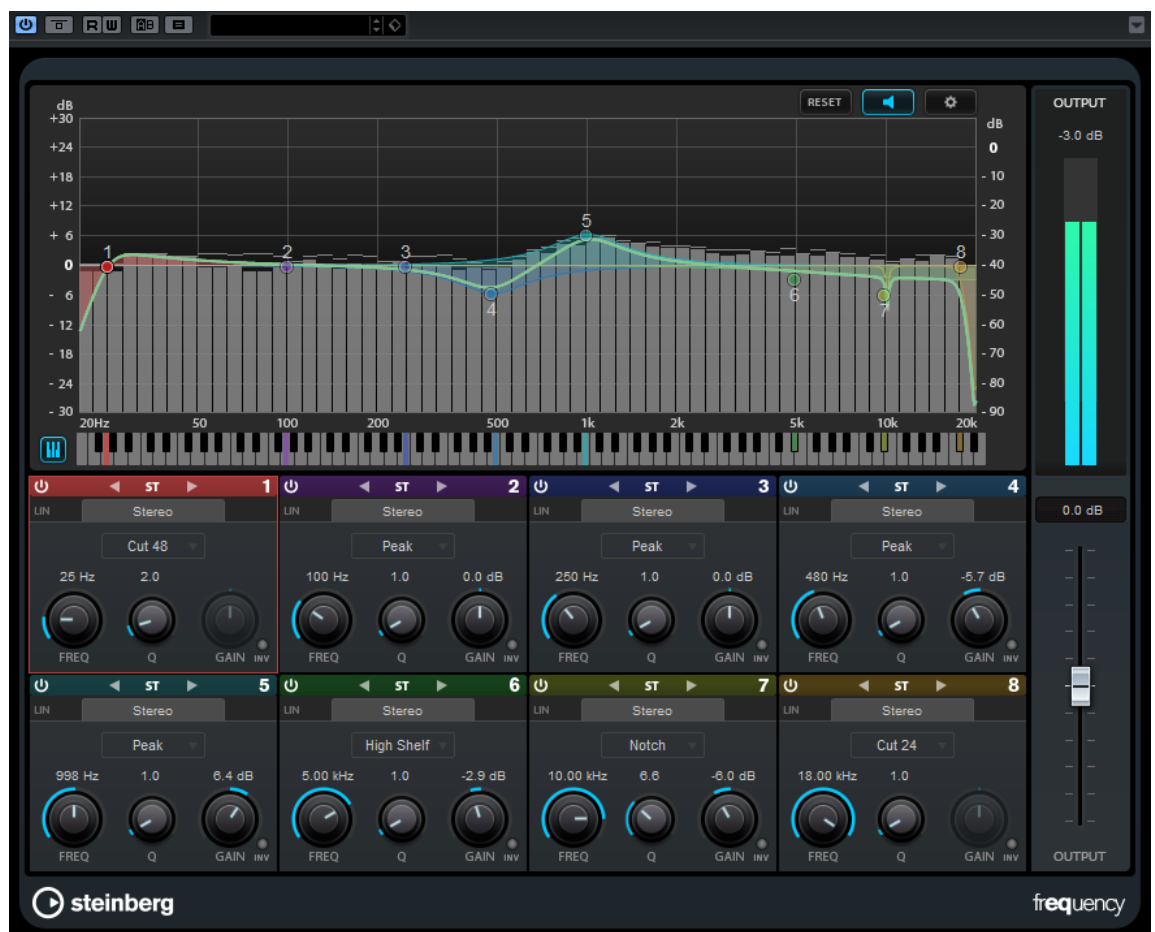 R W AB
RESET
OUTPUT
dB
+30
+24
+18
+12
+ 6
0
- 6
- 12
- 18
- 24
- 30
dB
0
- 10
- 20
- 30
- 40
- 50
- 60
- 70
- 80
- 90
-3.0 dB
1 2 3 4 5 6 7 8
20Hz 50 100 200 500 1k 2k 5k 10k 20k
ST 1 ST 2 ST 3 ST 4
LIN Stereo LIN Stereo LIN Stereo LIN Stereo
0.0 dB
Cut 48 Peak Peak Peak
25 Hz 2.0 100 Hz 1.0 0.0 dB 250 Hz 1.0 0.0 dB 480 Hz 1.0 -5.7 dB
FREQ Q GAIN INV FREQ Q GAIN INV FREQ Q GAIN INV FREQ Q GAIN INV
ST 5 ST 6 ST 7 ST 8
LIN Stereo LIN Stereo LIN Stereo LIN Stereo
Peak High Shelf Notch Cut 24
998 Hz 1.0 6.4 dB 5.00 kHz 1.0 -2.9 dB 10.00 kHz 6.6 -6.0 dB 18.00 kHz 1.0
FREQ Q GAIN INV FREQ Q GAIN INV FREQ Q GAIN INV FREQ Q GAIN INV
OUTPUT
steinberg
frequency